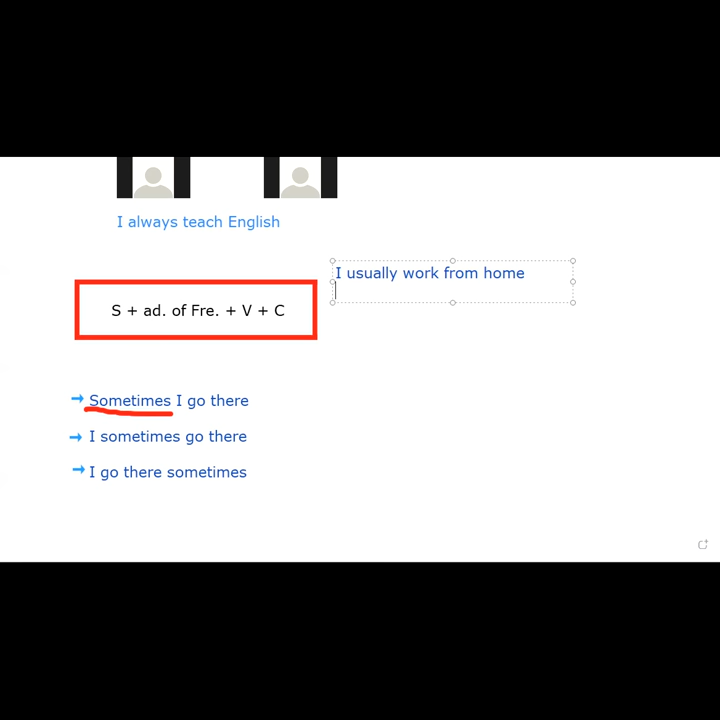 I always teach English
I usually work from home
S + ad. of Fre. + V + C
Sometimes I go there
I sometimes go there
I go there sometimes